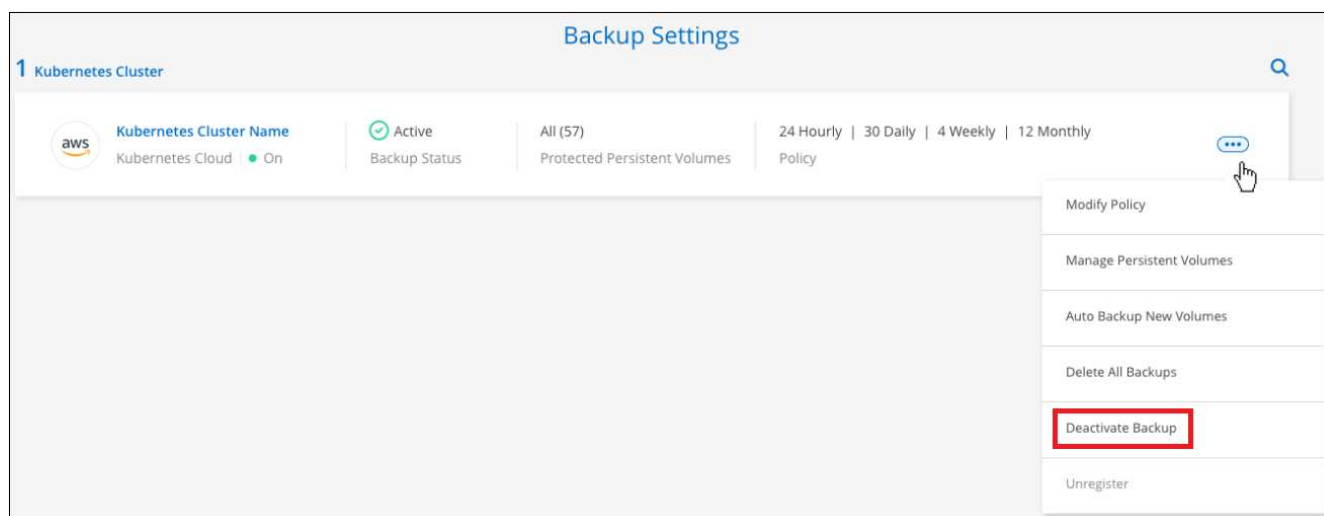 Backup Settings
1 Kubernetes Cluster
aws
Kubernetes Cluster Name
Kubernetes Cloud
On
Active
Backup Status
All (57)
Protected Persistent Volumes
24 Hourly | 30 Daily | 4 Weekly | 12 Monthly
Policy
Modify Policy
Manage Persistent Volumes
Auto Backup New Volumes
Delete All Backups
Deactivate Backup
Unregister